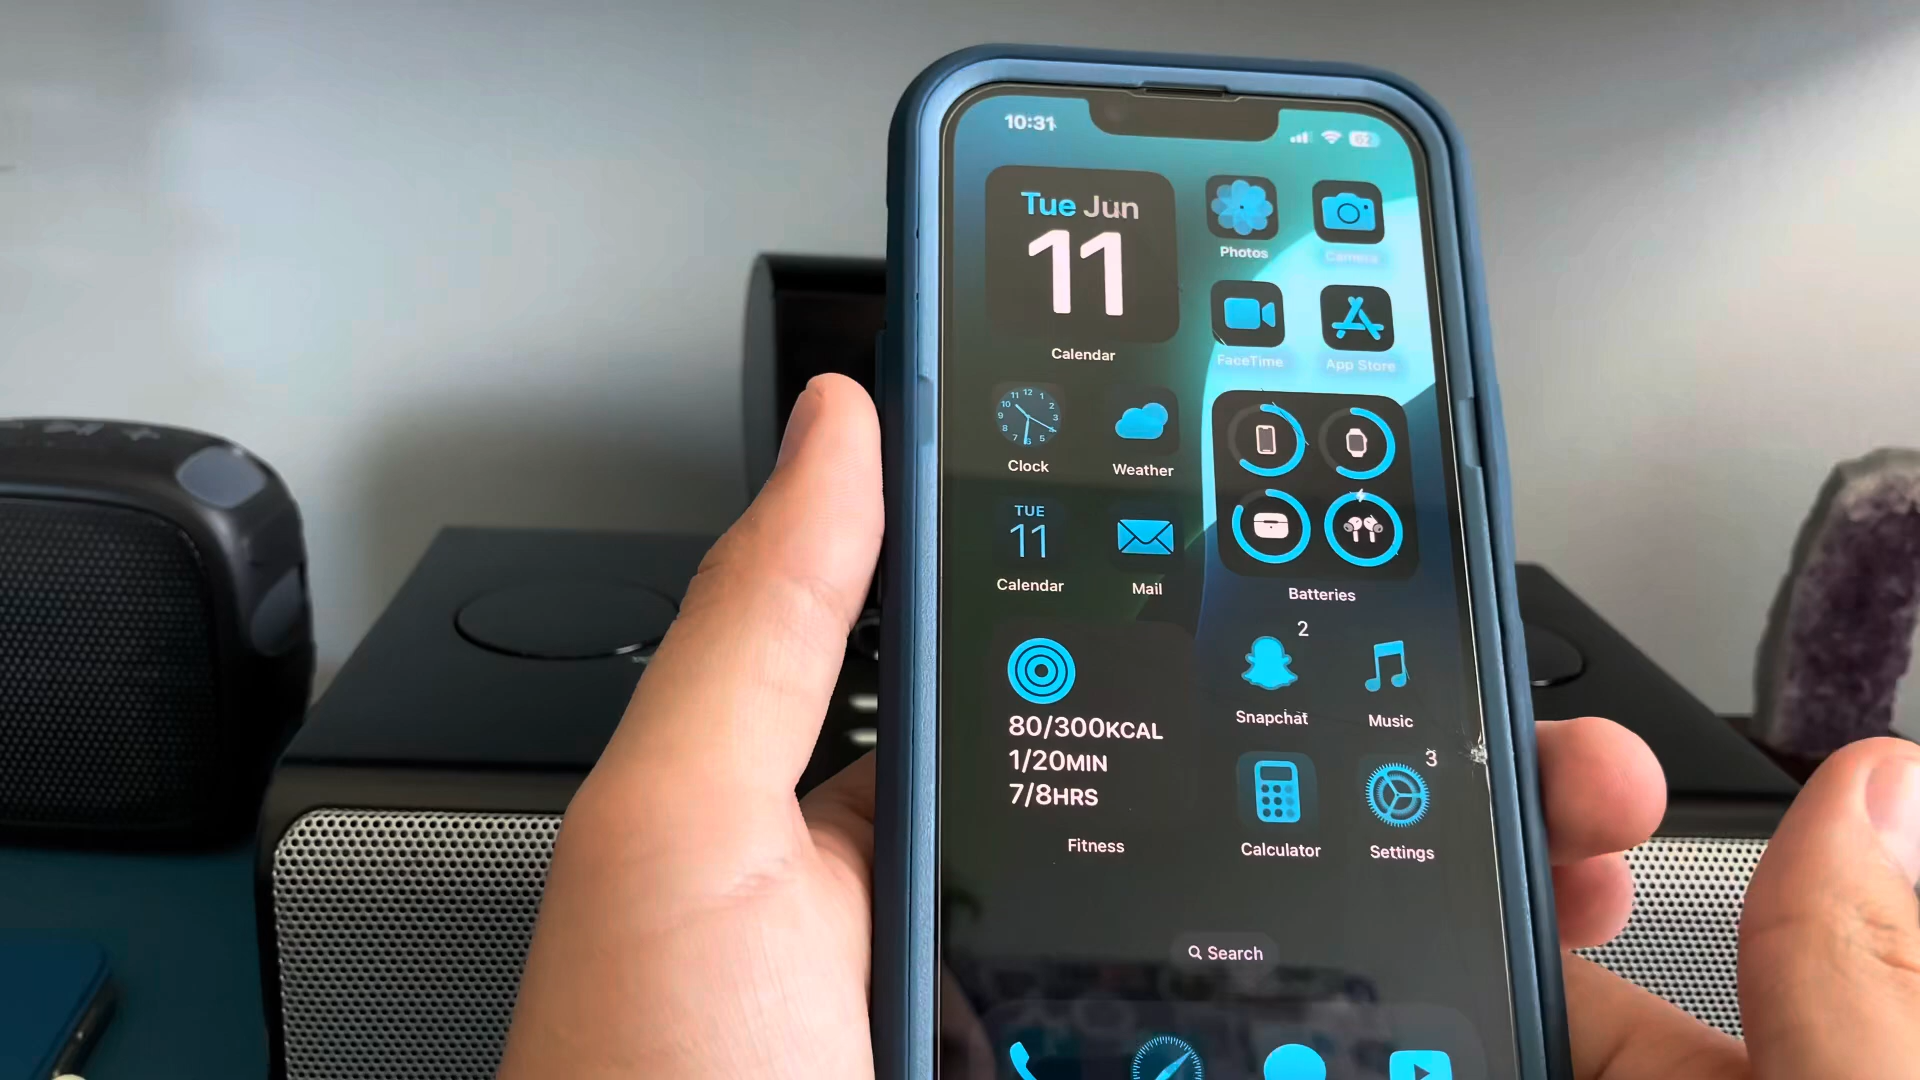 10:31
62
Tue Jun
11
Calendar
Photos
Camera
FaceTime
App Store
Clock
Weather
TUE
11
Calendar
Mail
Batteries
80/300KCAL
1/20MIN
7/8HRS
Fitness
2
Snapchat
Music
3
Calculator
Settings
Search